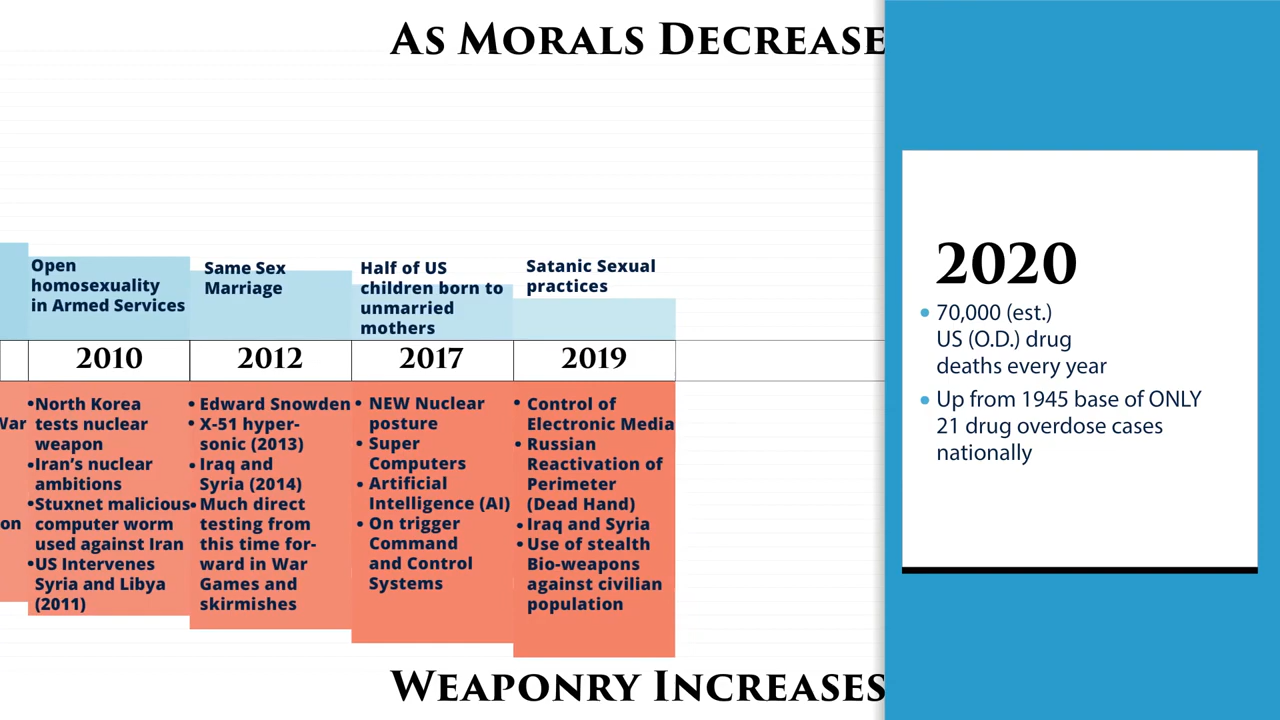 AS MORALS DECREASE
Open
homosexuality
in Armed Services
Same Sex
Marriage
Half of US
children born to
unmarried
mothers
Satanic Sexual
practices
2010
2012
2017
2019
War
on
•North Korea
tests nuclear
weapon
•Iran’s nuclear
ambitions
•Stuxnet malicious
computer worm
used against Iran
•US Intervenes
Syria and Libya
(2011)
• Edward Snowden
• X-51 hyper-
sonic (2013)
• Iraq and
Syria (2014)
• Much direct
testing from
this time for-
ward in War
Games and
skirmishes
• NEW Nuclear
posture
• Super
Computers
• Artificial
Intelligence (AI)
• On trigger
Command
and Control
Systems
• Control of
Electronic Media
• Russian
Reactivation of
Perimeter
(Dead Hand)
• Iraq and Syria
• Use of stealth
Bio-weapons
against civilian
population
WEAPONRY INCREASES
2020
• 70,000 (est.)
US (O.D.) drug
deaths every year
• Up from 1945 base of ONLY
21 drug overdose cases
nationally